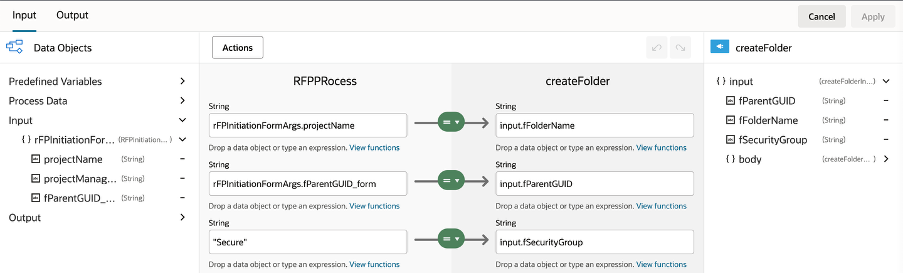 Input Output Cancel Apply
Data Objects Actions createFolder
RFPPRocess createFolder
Predefined Variables
Process Data
Input
rFPInitiationFor... (RFPInitiation...
projectName (String)
projectManag... (String)
fParentGUID_... (String)
Output
String String
rFPInitiationFormArgs.projectName = input.fFolderName
Drop a data object or type an expression. View functions Drop a data object or type an expression. View functions
String String
rFPInitiationFormArgs.fParentGUID_form = input.fParentGUID
Drop a data object or type an expression. View functions Drop a data object or type an expression. View functions
String String
"Secure" = input.fSecurityGroup
Drop a data object or type an expression. View functions Drop a data object or type an expression. View functions
{ } input (createFolderIn...
fParentGUID (String)
fFolderName (String)
fSecurityGroup (String)
{ } body (createFolder...